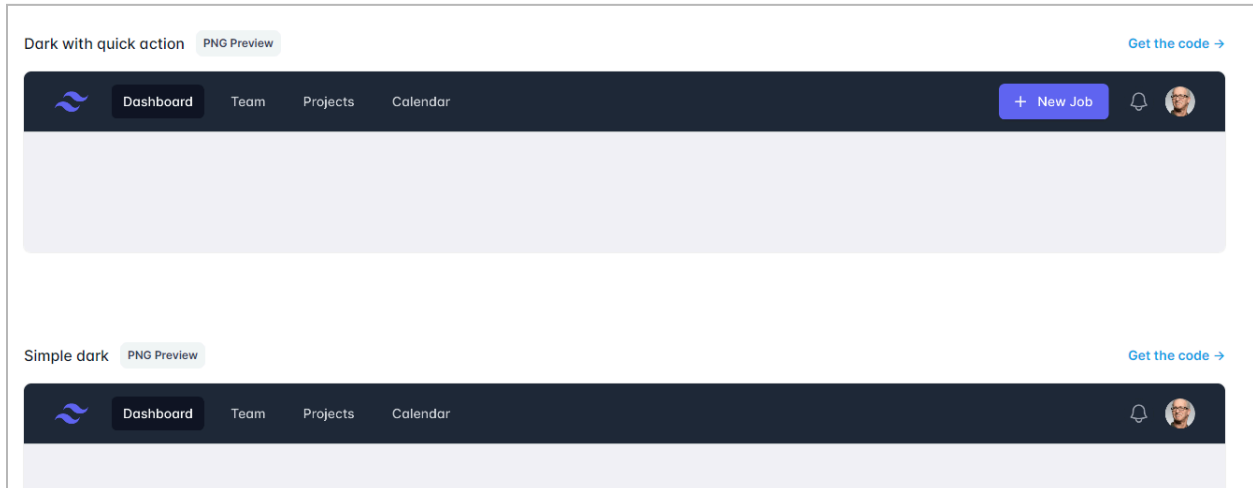 Dark with quick action PNG Preview Get the code →
Dashboard Team Projects Calendar + New Job
Simple dark PNG Preview Get the code →
Dashboard Team Projects Calendar